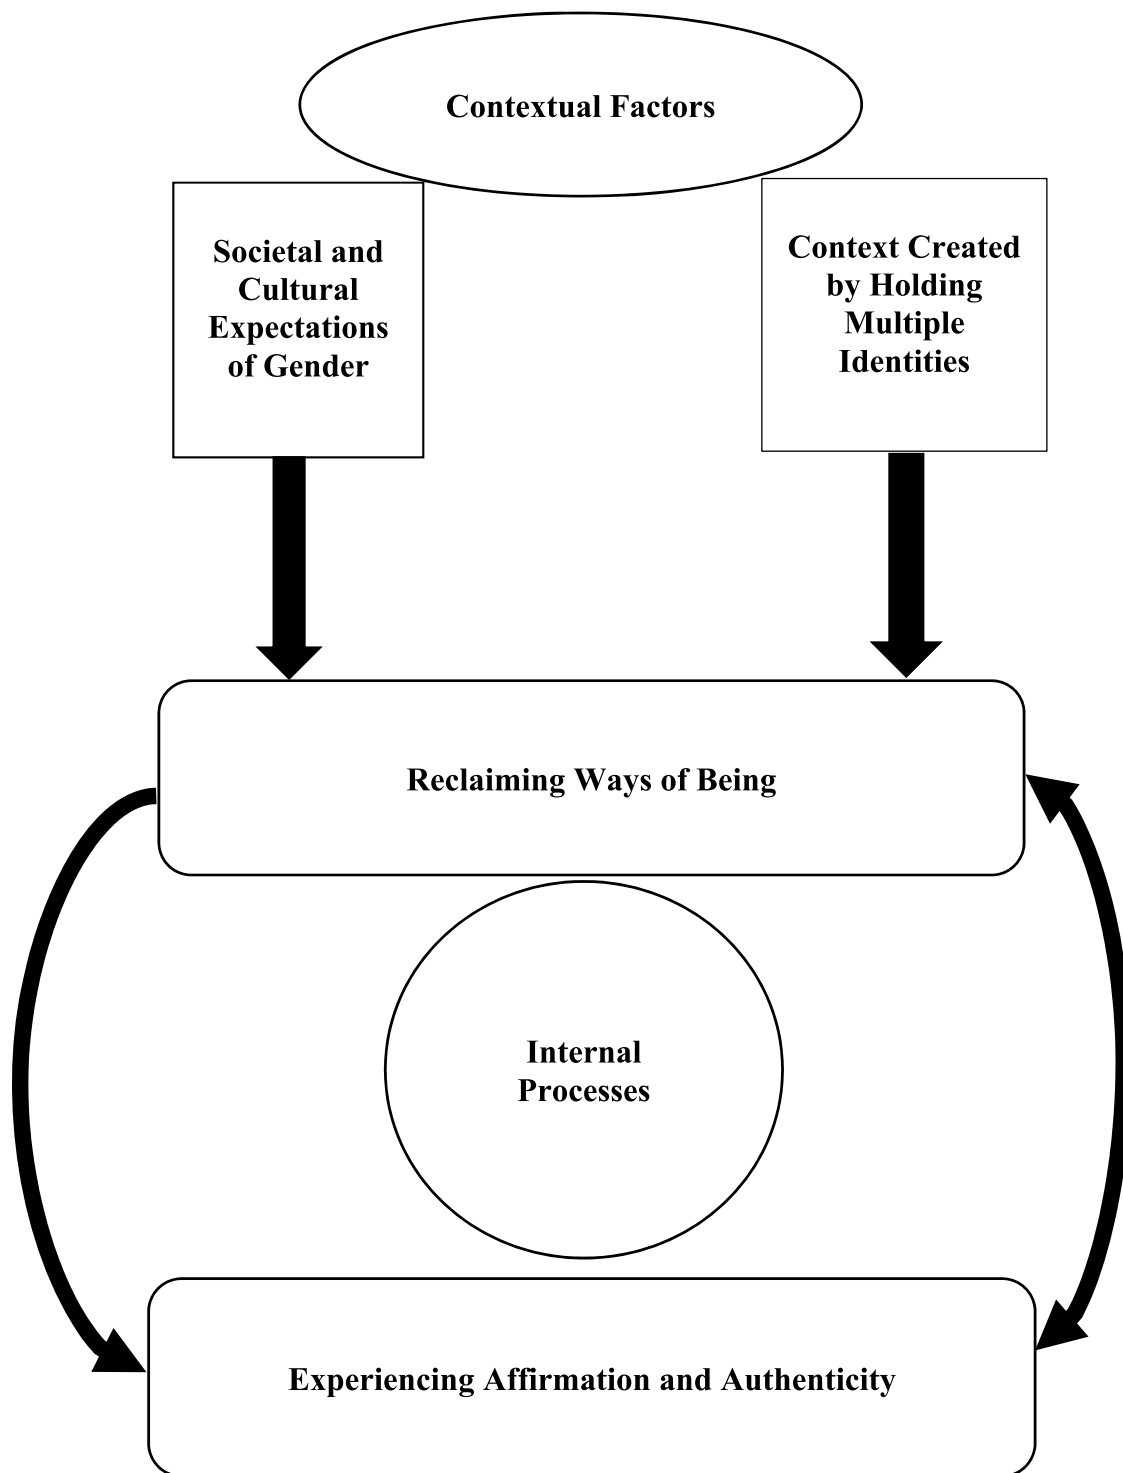 Contextual Factors
Societal and
Cultural
Expectations
of Gender
Context Created
by Holding
Multiple
Identities
Reclaiming Ways of Being
Internal
Processes
Experiencing Affirmation and Authenticity